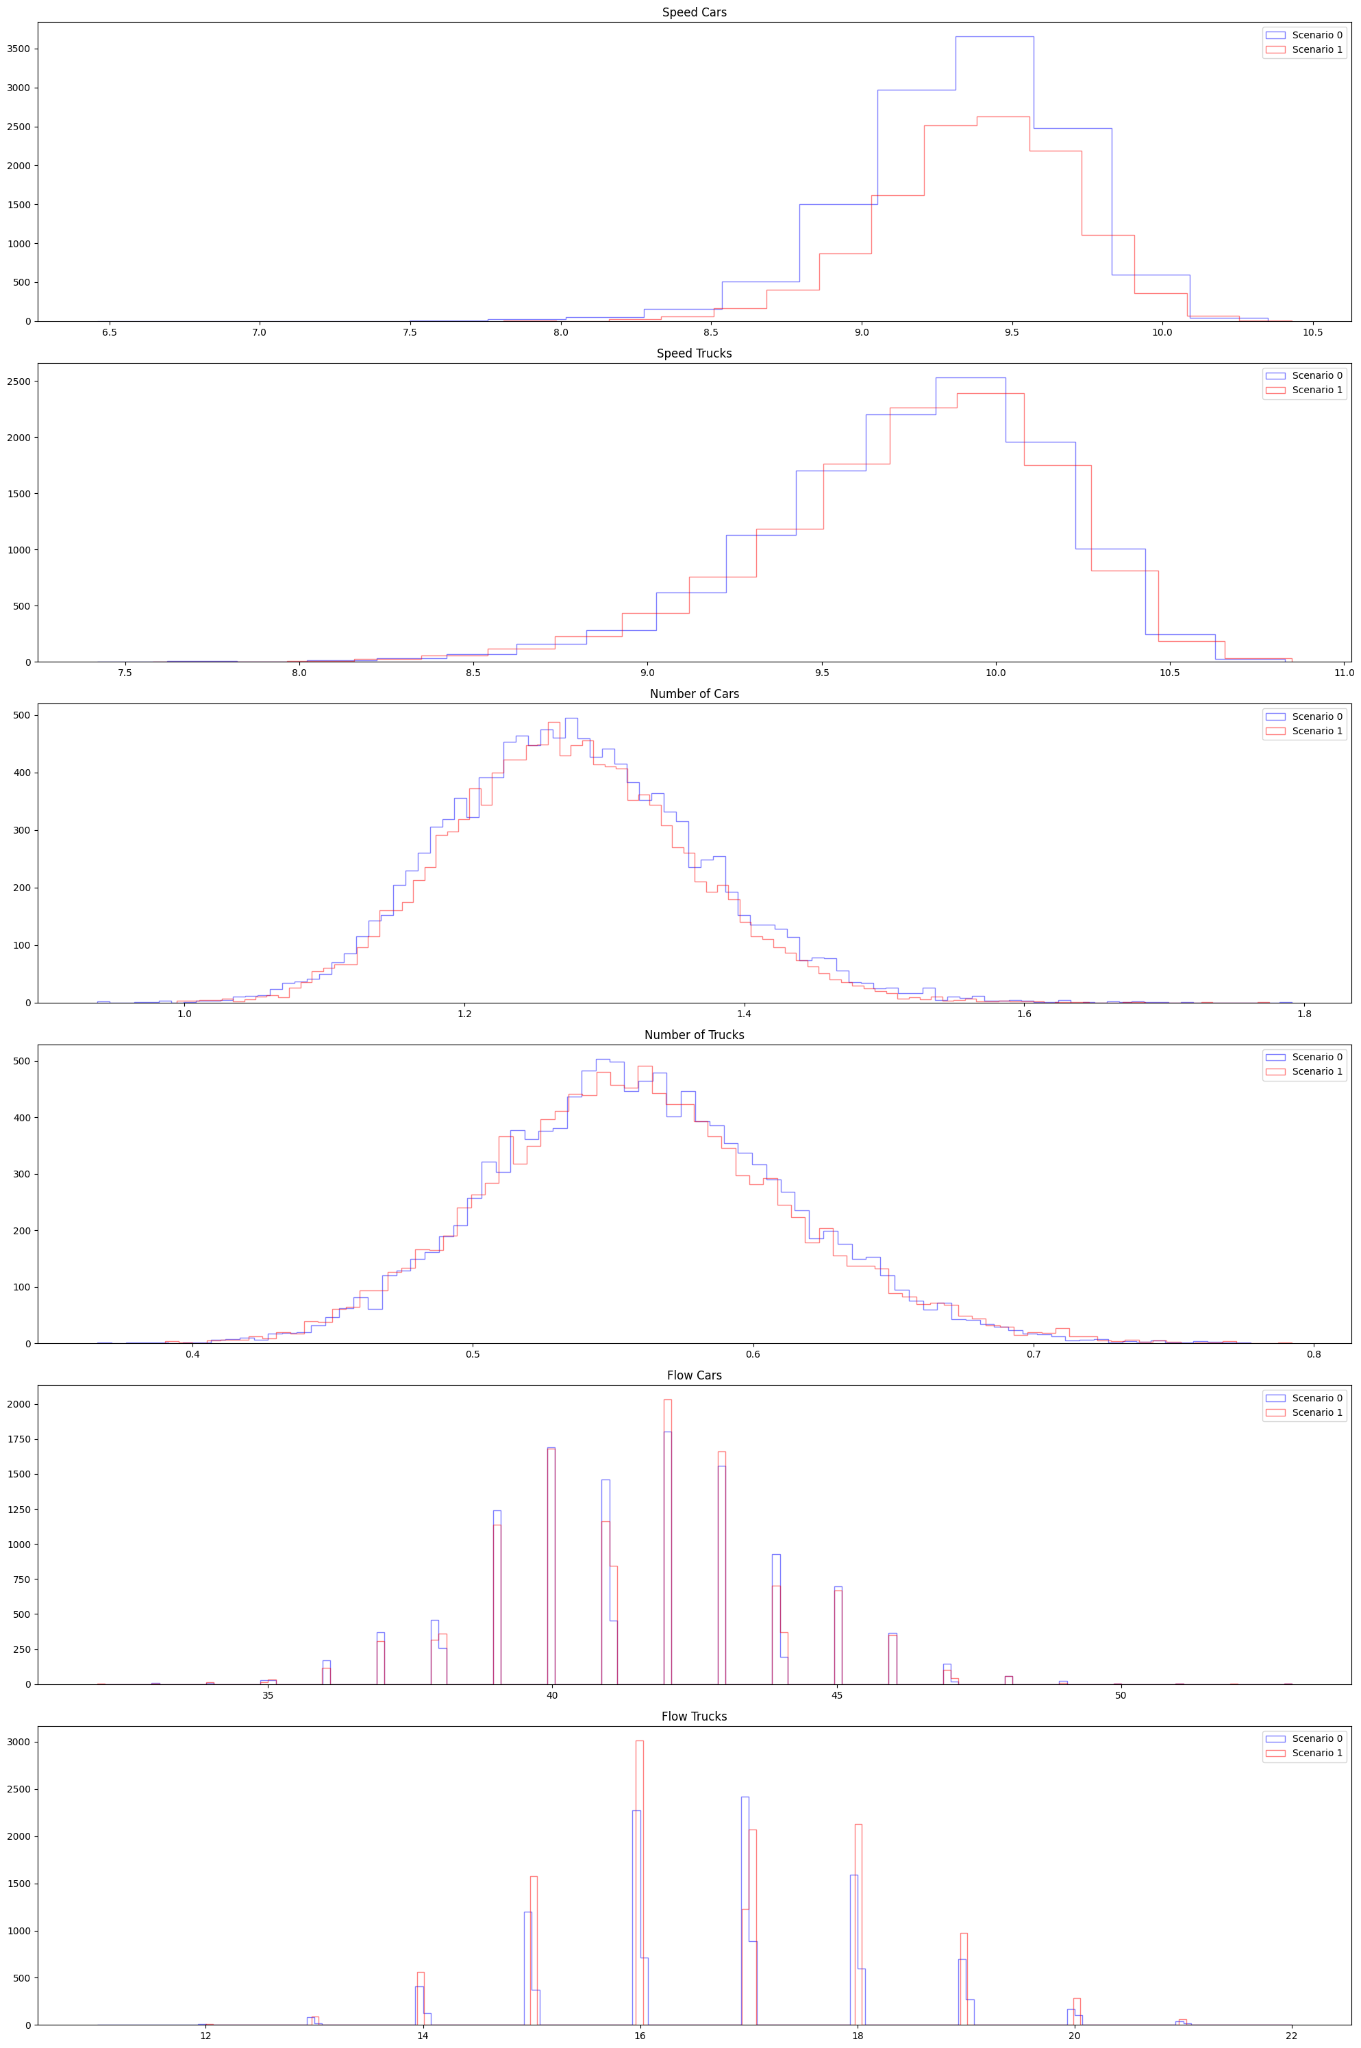 Speed Cars
3500
3000
2500
2000
1500
1000
500
0
Scenario 0
Scenario 1
6.5 7.0 7.5 8.0 8.5 9.0 9.5 10.0 10.5
Speed Trucks
2500
2000
1500
1000
500
0
Scenario 0
Scenario 1
7.5 8.0 8.5 9.0 9.5 10.0 10.5 11.0
Number of Cars
500
400
300
200
100
0
Scenario 0
Scenario 1
1.0 1.2 1.4 1.6 1.8
Number of Trucks
500
400
300
200
100
0
Scenario 0
Scenario 1
0.4 0.5 0.6 0.7 0.8
Flow Cars
2000
1750
1500
1250
1000
750
500
250
0
Scenario 0
Scenario 1
35 40 45 50
Flow Trucks
3000
2500
2000
1500
1000
500
0
Scenario 0
Scenario 1
12 14 16 18 20 22